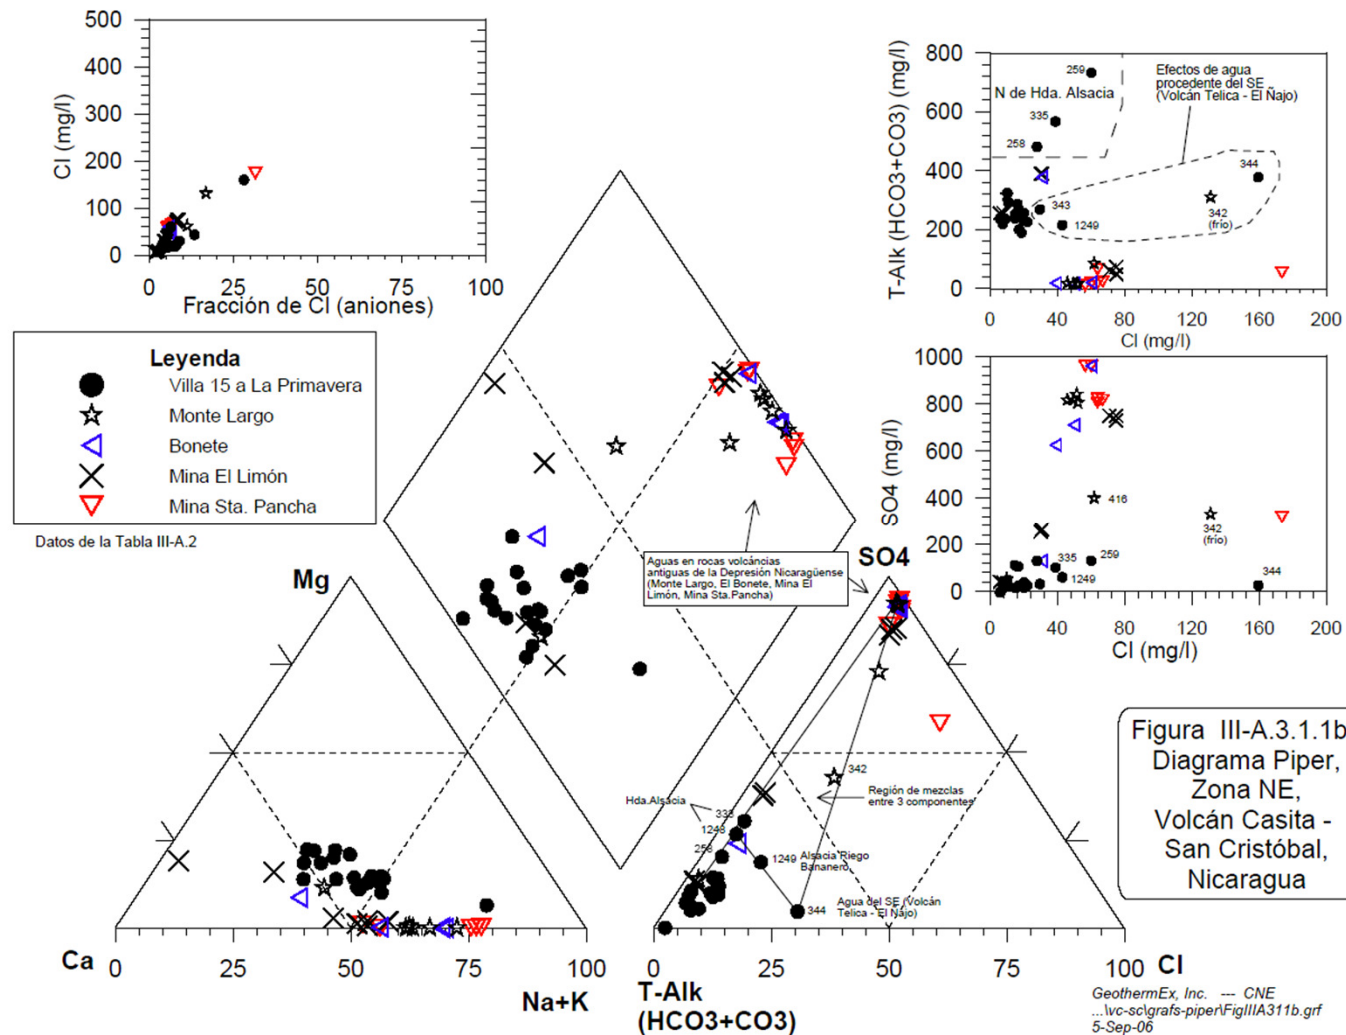 500
400
300
200
100
0
Cl (mg/l)
0
25
50
75
100
Fracción de Cl (aniones)
Leyenda
Villa 15 a La Primavera
Monte Largo
Bonete
Mina El Limón
Mina Sta. Pancha
Datos de la Tabla III-A.2
800
600
400
200
0
T-Alk (HCO3+CO3) (mg/l)
259
N de Hda. Alsacia
335
258
Efectos de agua
procedente del SE
(Volcán Telica - El Ñajo)
344
343
1249
342
(frío)
0
40
80
120
160
200
Cl (mg/l)
1000
800
600
400
200
0
SO4 (mg/l)
416
342
(frío)
335
259
1249
344
0
40
80
120
160
200
Cl (mg/l)
Aguas en rocas volcáncias
antiguas de la Depresión Nicaragüense
(Monte Largo, El Bonete, Mina El
Limón, Mina Sta.Pancha)
Mg
SO4
342
Región de mezclas
entre 3 componentes
Hda.Alsacia
1248
258
1249
Alsacia Riego
Bananero
344
Agua del SE (Volcán
Telica - El Ñajo)
Ca
0
25
50
75
100
Na+K
0
25
50
75
100
T-Alk
(HCO3+CO3)
Cl
Figura III-A.3.1.1b
Diagrama Piper,
Zona NE,
Volcán Casita -
San Cristóbal,
Nicaragua
GeothermEx, Inc. --- CNE
...\vc-sc\grafs-piper\FigIIIA311b.grf
5-Sep-06